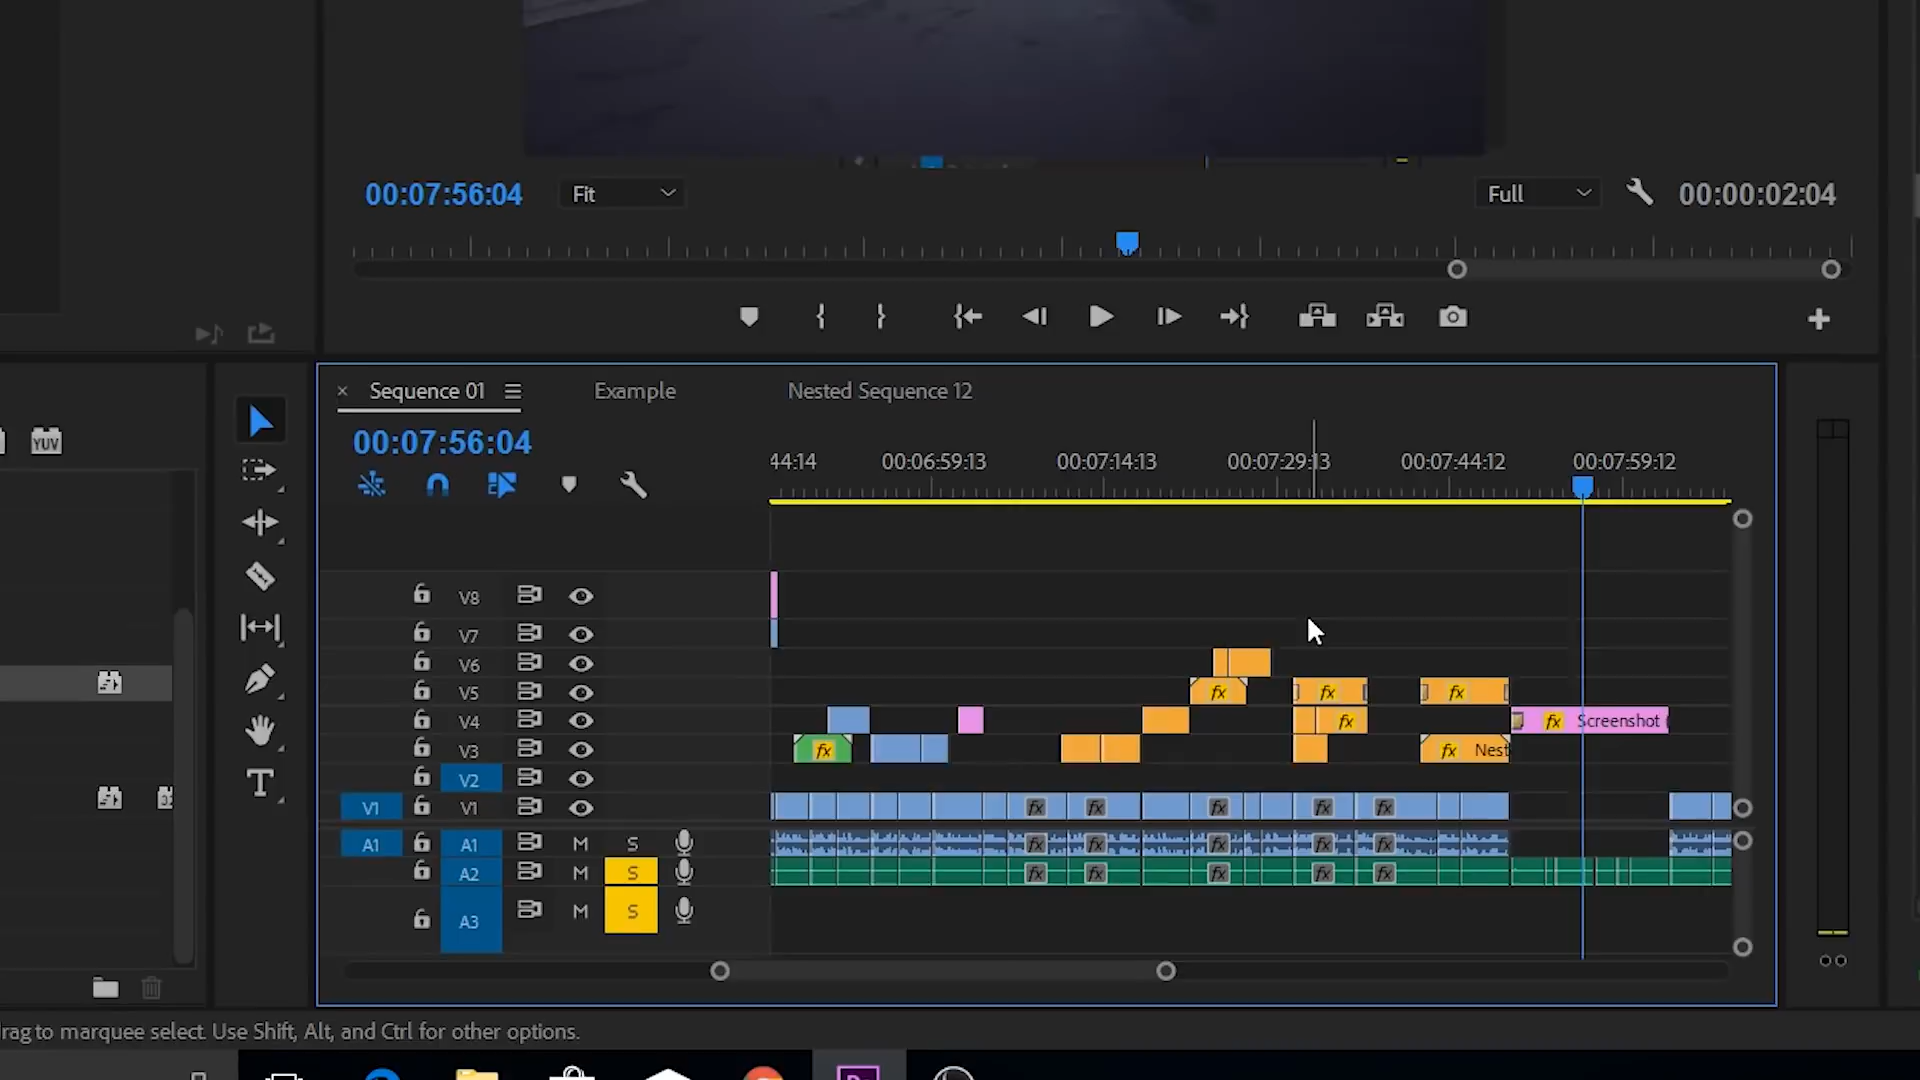 00:07:56:04
Fit
Full
00:00:02:04
Sequence 01
Example
Nested Sequence 12
00:07:56:04
44:14
00:06:59:13
00:07:14:13
00:07:29:13
00:07:44:12
00:07:59:12
YUV
V8
V7
V6
V5
fx
fx
fx
V4
fx
fx
Screenshot
V3
fx
fx
Nest
V2
V1
V1
fx
fx
fx
fx
fx
A1
A1
M
S
fx
fx
fx
fx
fx
A2
M
S
fx
fx
fx
fx
fx
A3
M
S
T
rag to marquee select. Use Shift, Alt, and Ctrl for other options.